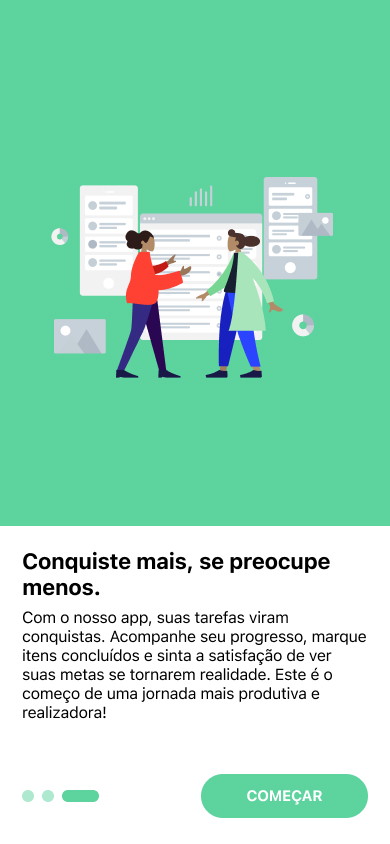 Conquiste mais, se preocupe
menos.
Com o nosso app, suas tarefas viram
conquistas. Acompanhe seu progresso, marque
itens concluídos e sinta a satisfação de ver
suas metas se tornarem realidade. Este é o
começo de uma jornada mais produtiva e
realizadora!
COMEÇAR